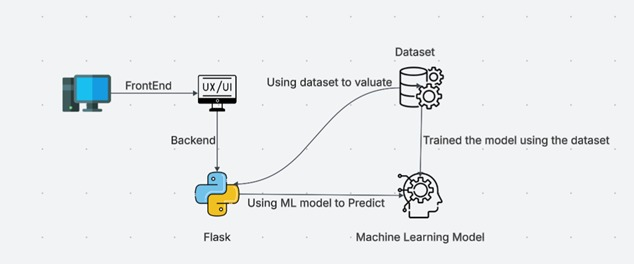 Dataset
Using dataset to valuate
FrontEnd
UX/UI
Backend
Trained the model using the dataset
Using ML model to Predict
Flask
Machine Learning Model